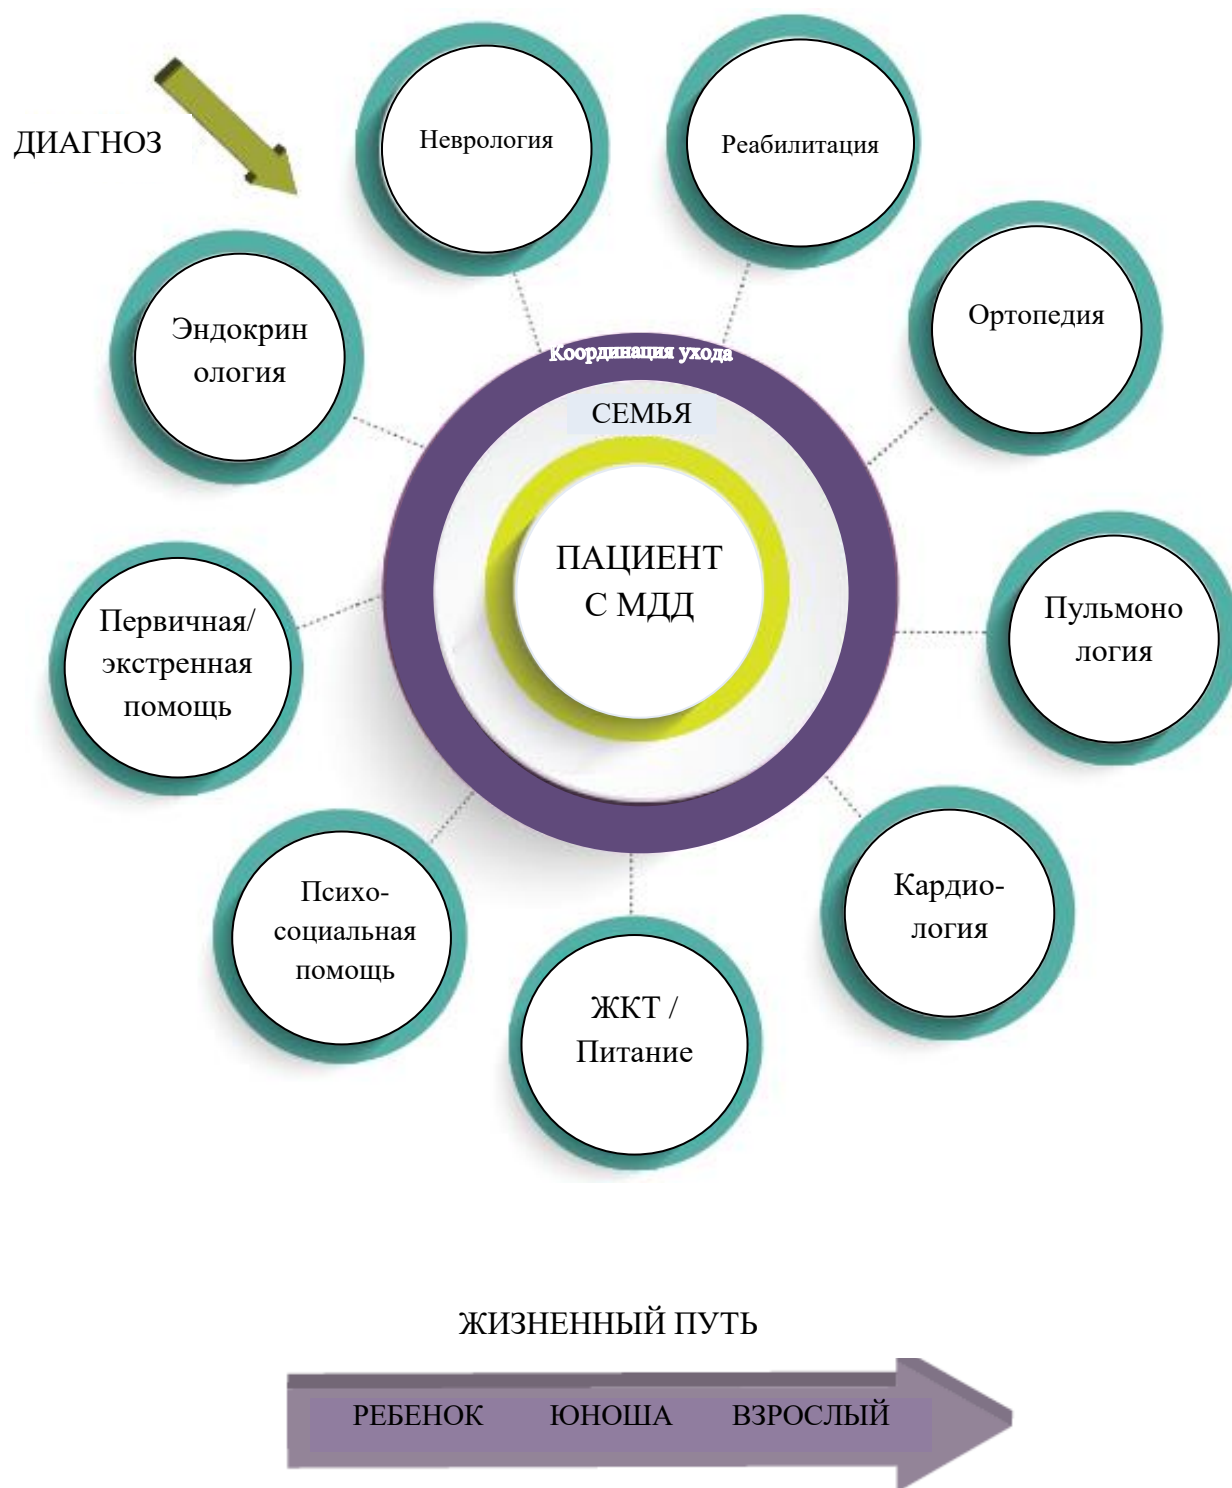 ДИАГНОЗ
Неврология
Реабилитация
Эндокрин
ология
Ортопедия
Координация ухода
СЕМЬЯ
ПАЦИЕНТ
С МДД
Первичная/
экстренная
помощь
Пульмоно
логия
Психо-
социальная
помощь
Кардио-
логия
ЖКТ /
Питание
ЖИЗНЕННЫЙ ПУТЬ
РЕБЕНОК ЮНОША ВЗРОСЛЫЙ